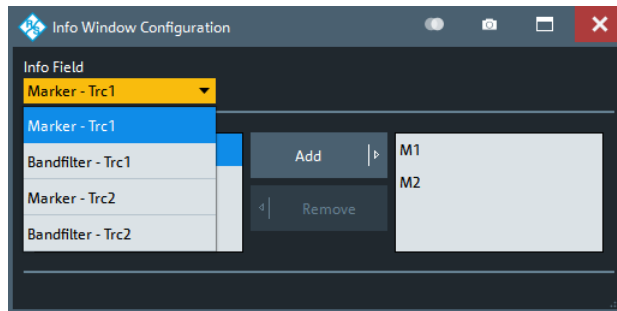 Info Window Configuration
Info Field
Marker - Trc1
Marker - Trc1
Bandfilter - Trc1
Marker - Trc2
Bandfilter - Trc2
Add
Remove
M1
M2